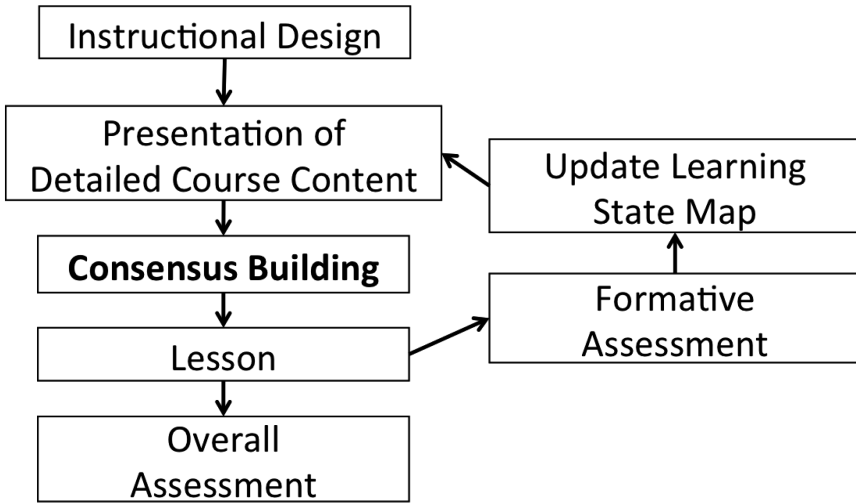 Instructional Design
Presentation of
Detailed Course Content
Consensus Building
Lesson
Overall
Assessment
Update Learning
State Map
Formative
Assessment